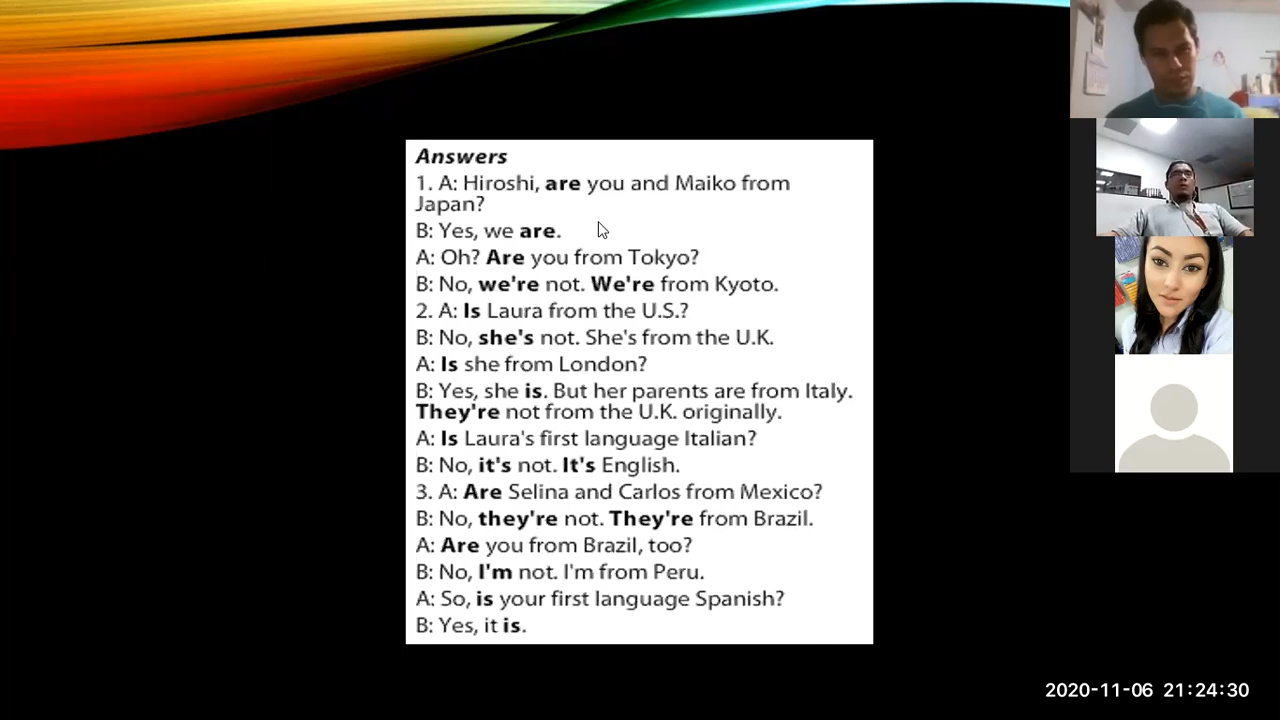 Answers
1. A: Hiroshi, are you and Maiko from
Japan?
B: Yes, we are.
A: Oh? Are you from Tokyo?
B: No, we're not. We're from Kyoto.
2. A: Is Laura from the U.S.?
B: No, she's not. She's from the U.K.
A: Is she from London?
B: Yes, she is. But her parents are from Italy.
They're not from the U.K. originally.
A: Is Laura's first language Italian?
B: No, it's not. It's English.
3. A: Are Selina and Carlos from Mexico?
B: No, they're not. They're from Brazil.
A: Are you from Brazil, too?
B: No, I'm not. I'm from Peru.
A: So, is your first language Spanish?
B: Yes, it is.
2020-11-06 21:24:30